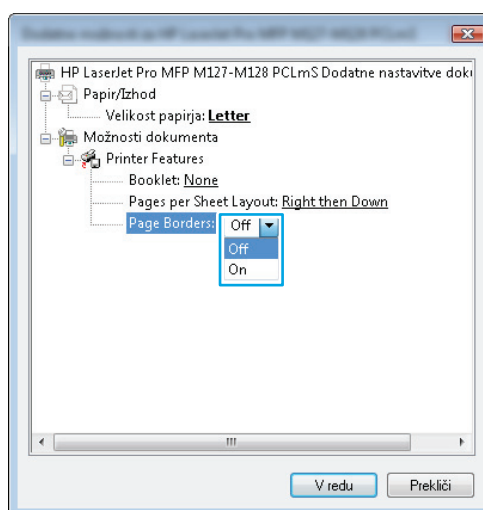 HP LaserJet Pro MFP M127-M128 PCLmS Dodatne nastavitve doku
Papir/Izhod
Velikost papirja: Letter
Možnosti dokumenta
Printer Features
Booklet: None
Pages per Sheet Layout: Right then Down
Page Borders: Off
Off
On
V redu Prekliči